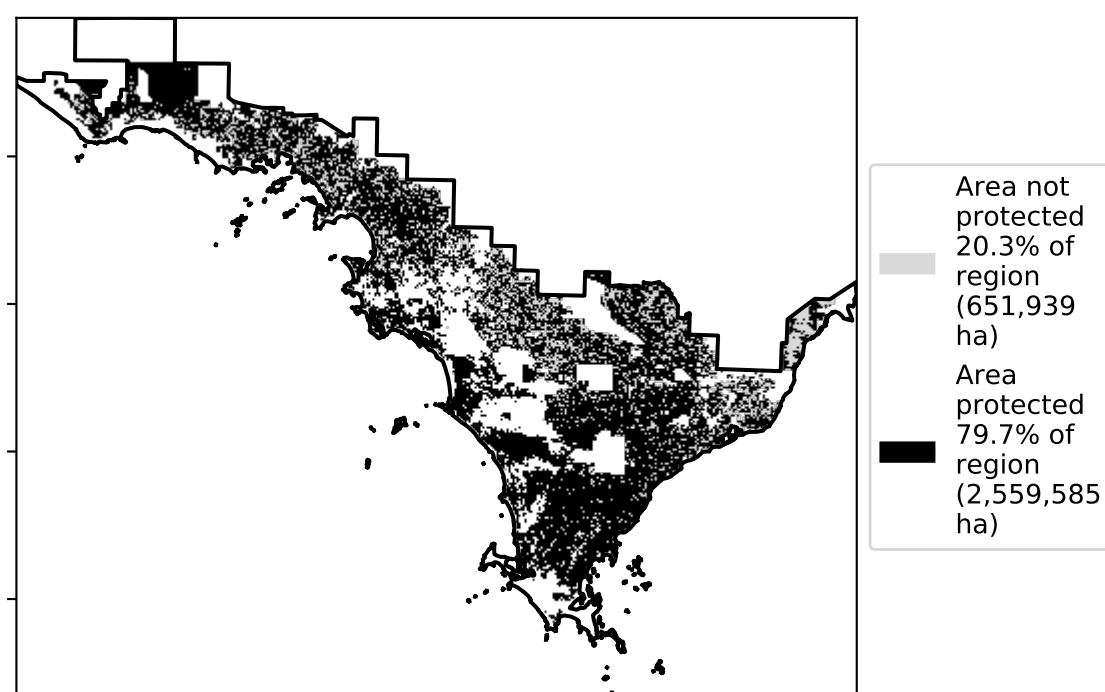 Area not
protected
20.3% of
region
(651,939
ha)
Area
protected
79.7% of
region
(2,559,585
ha)